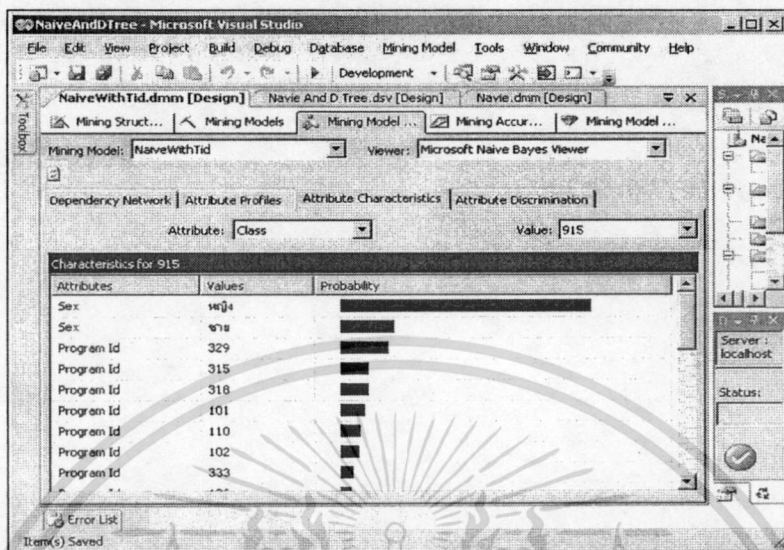 NaiveAndDTree - Microsoft Visual Studio
File Edit View Project Build Debug Database Mining Model Tools Window Community Help
Development
NaiveWithTid.dmm [Design] Navie And D Tree.dsv [Design] Navie.dmm [Design]
Toolbox
Mining Struct... Mining Models Mining Model ... Mining Accur... Mining Model ...
Mining Model: NaiveWithTid Viewer: Microsoft Naive Bayes Viewer
Dependency Network Attribute Profiles Attribute Characteristics Attribute Discrimination
Attribute: Class Value: 915
Characteristics for 915
Attributes Values Probability
Sex หญิง
Sex ชาย
Program Id 329
Program Id 315
Program Id 318
Program Id 101
Program Id 110
Program Id 102
Program Id 333
Server :
localhost
Status:
Error List
Item(s) Saved